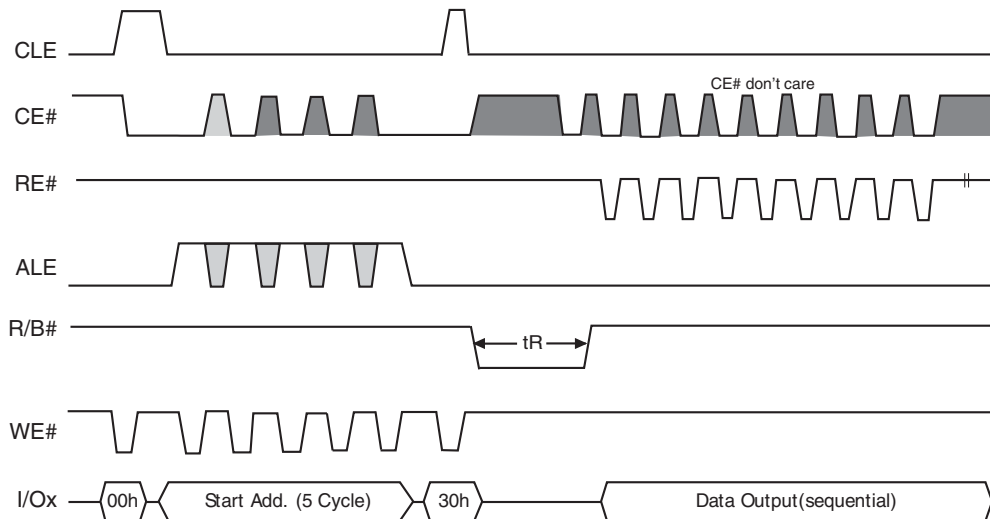 CLE
CE#
CE# don't care
RE#
ALE
R/B#
tR
WE#
I/Ox
00h
Start Add. (5 Cycle)
30h
Data Output(sequential)